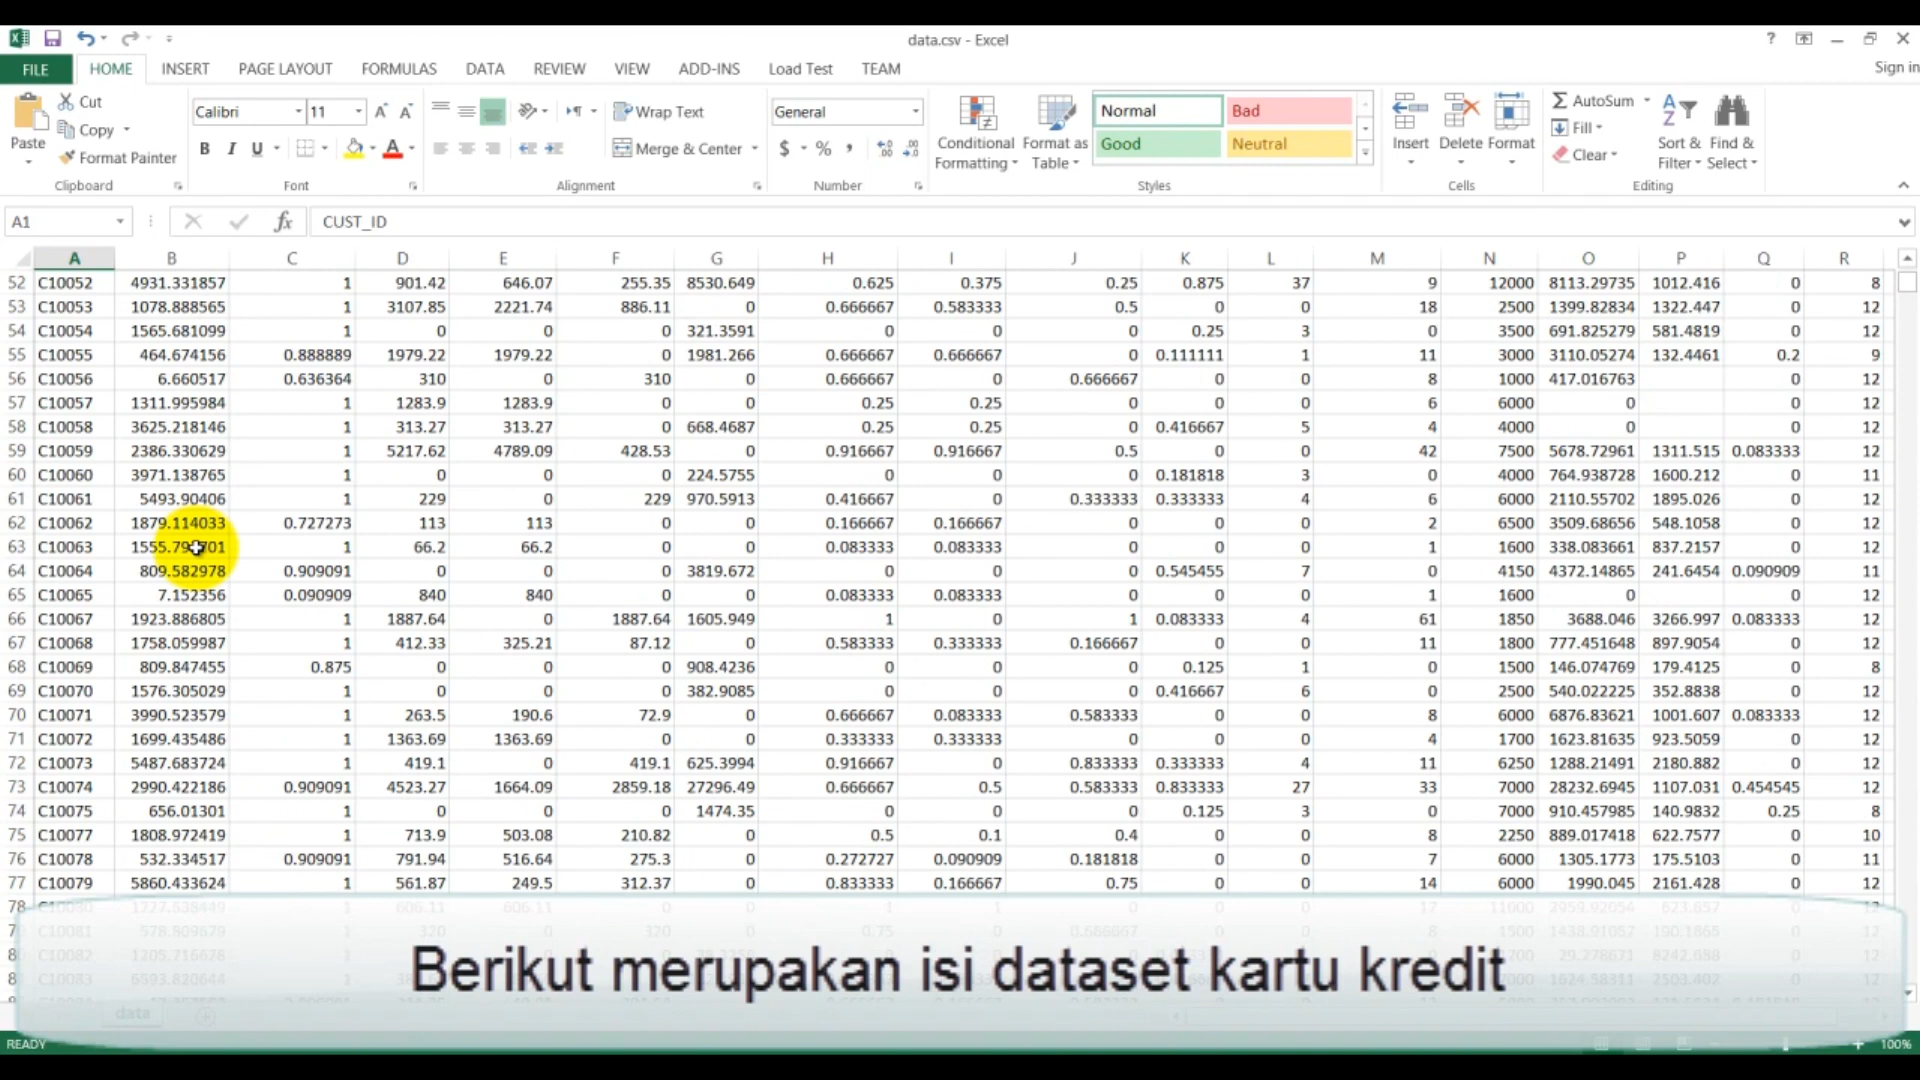 data.csv - Excel
Sign in
FILE HOME INSERT PAGE LAYOUT FORMULAS DATA REVIEW VIEW ADD-INS Load Test TEAM
Paste Cut Copy Format Painter
Calibri 11
B I U
Wrap Text
Merge & Center
General
$ %
Conditional Formatting Format as Table
Normal Bad
Good Neutral
Insert Delete Format
AutoSum Fill Clear
Sort & Filter Find & Select
Clipboard Font Alignment Number Styles Cells Editing
A1 fx CUST_ID
A B C D E F G H I J K L M N O P Q R
52 C10052 4931.331857 1 901.42 646.07 255.35 8530.649 0.625 0.375 0.25 0.875 37 9 12000 8113.29735 1012.416 0 8
53 C10053 1078.888565 1 3107.85 2221.74 886.11 0 0.666667 0.583333 0.5 0 0 18 2500 1399.82834 1322.447 0 12
54 C10054 1565.681099 1 0 0 0 321.3591 0 0 0 0.25 3 0 3500 691.825279 581.4819 0 12
55 C10055 464.674156 0.888889 1979.22 1979.22 0 1981.266 0.666667 0.666667 0 0.111111 1 11 3000 3110.05274 132.4461 0.2 9
56 C10056 6.660517 0.636364 310 0 310 0 0.666667 0 0.666667 0 0 8 1000 417.016763 0 12
57 C10057 1311.995984 1 1283.9 1283.9 0 0 0.25 0.25 0 0 0 6 6000 0 0 12
58 C10058 3625.218146 1 313.27 313.27 0 668.4687 0.25 0.25 0 0.416667 5 4 4000 0 0 12
59 C10059 2386.330629 1 5217.62 4789.09 428.53 0 0.916667 0.916667 0.5 0 0 42 7500 5678.72961 1311.515 0.083333 12
60 C10060 3971.138765 1 0 0 0 224.5755 0 0 0 0.181818 3 0 4000 764.938728 1600.212 0 11
61 C10061 5493.90406 1 229 0 229 970.5913 0.416667 0 0.333333 0.333333 4 6 6000 2110.55702 1895.026 0 12
62 C10062 1879.114033 0.727273 113 113 0 0 0.166667 0.166667 0 0 0 2 6500 3509.68656 548.1058 0 12
63 C10063 1 66.2 66.2 0 0 0.083333 0.083333 0 0 0 1 1600 338.083661 837.2157 0 12
64 C10064 809.582978 0.909091 0 0 0 3819.672 0 0 0 0.545455 7 0 4150 4372.14865 241.6454 0.090909 11
65 C10065 7.152356 0.090909 840 840 0 0 0.083333 0.083333 0 0 0 1 1600 0 0 12
66 C10067 1923.886805 1 1887.64 0 1887.64 1605.949 1 0 1 0.083333 4 61 1850 3688.046 3266.997 0.083333 12
67 C10068 1758.059987 1 412.33 325.21 87.12 0 0.583333 0.333333 0.166667 0 0 11 1800 777.451648 897.9054 0 12
68 C10069 809.847455 0.875 0 0 0 908.4236 0 0 0 0.125 1 0 1500 146.074769 179.4125 0 8
69 C10070 1576.305029 1 0 0 0 382.9085 0 0 0 0.416667 6 0 2500 540.022225 352.8838 0 12
70 C10071 3990.523579 1 263.5 190.6 72.9 0 0.666667 0.083333 0.583333 0 0 8 6000 6876.83621 1001.607 0.083333 12
71 C10072 1699.435486 1 1363.69 1363.69 0 0 0.333333 0.333333 0 0 0 4 1700 1623.81635 923.5059 0 12
72 C10073 5487.683724 1 419.1 0 419.1 625.3994 0.916667 0 0.833333 0.333333 4 11 6250 1288.21491 2180.882 0 12
73 C10074 2990.422186 0.909091 4523.27 1664.09 2859.18 27296.49 0.666667 0.5 0.583333 0.833333 27 33 7000 28232.6945 1107.031 0.454545 12
74 C10075 656.01301 1 0 0 0 1474.35 0 0 0 0.125 3 0 7000 910.457985 140.9832 0.25 8
75 C10077 1808.972419 1 713.9 503.08 210.82 0 0.5 0.1 0.4 0 0 8 2250 889.017418 622.7577 0 10
76 C10078 532.334517 0.909091 791.94 516.64 275.3 0 0.272727 0.090909 0.181818 0 0 7 6000 1305.1773 175.5103 0 11
77 C10079 5860.433624 1 561.87 249.5 312.37 0 0.833333 0.166667 0.75 0 0 14 6000 1990.045 2161.428 0 12
78
Berikut merupakan isi dataset kartu kredit
data
READY 100%